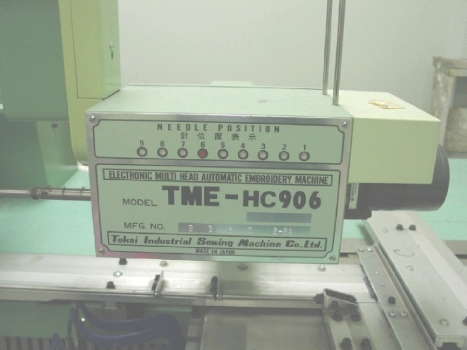 NEEDLE POSITION
針位置表示
9 8 7 6 5 4 3 2 1
ELECTRONIC MULTI HEAD AUTOMATIC EMBROIDERY MACHINE
MODEL TME-HC906
MFG. NO.
Tokai Industrial Sewing Machine Co., Ltd.
MADE IN JAPAN